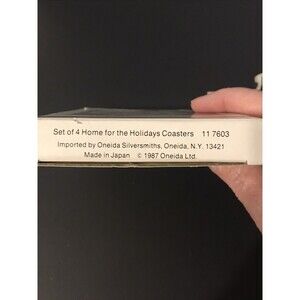 Set of 4 Home for the Holidays Coasters 11 7603
Imported by Oneida Silversmiths, Oneida, N.Y. 13421
Made in Japan © 1987 Oneida Ltd.